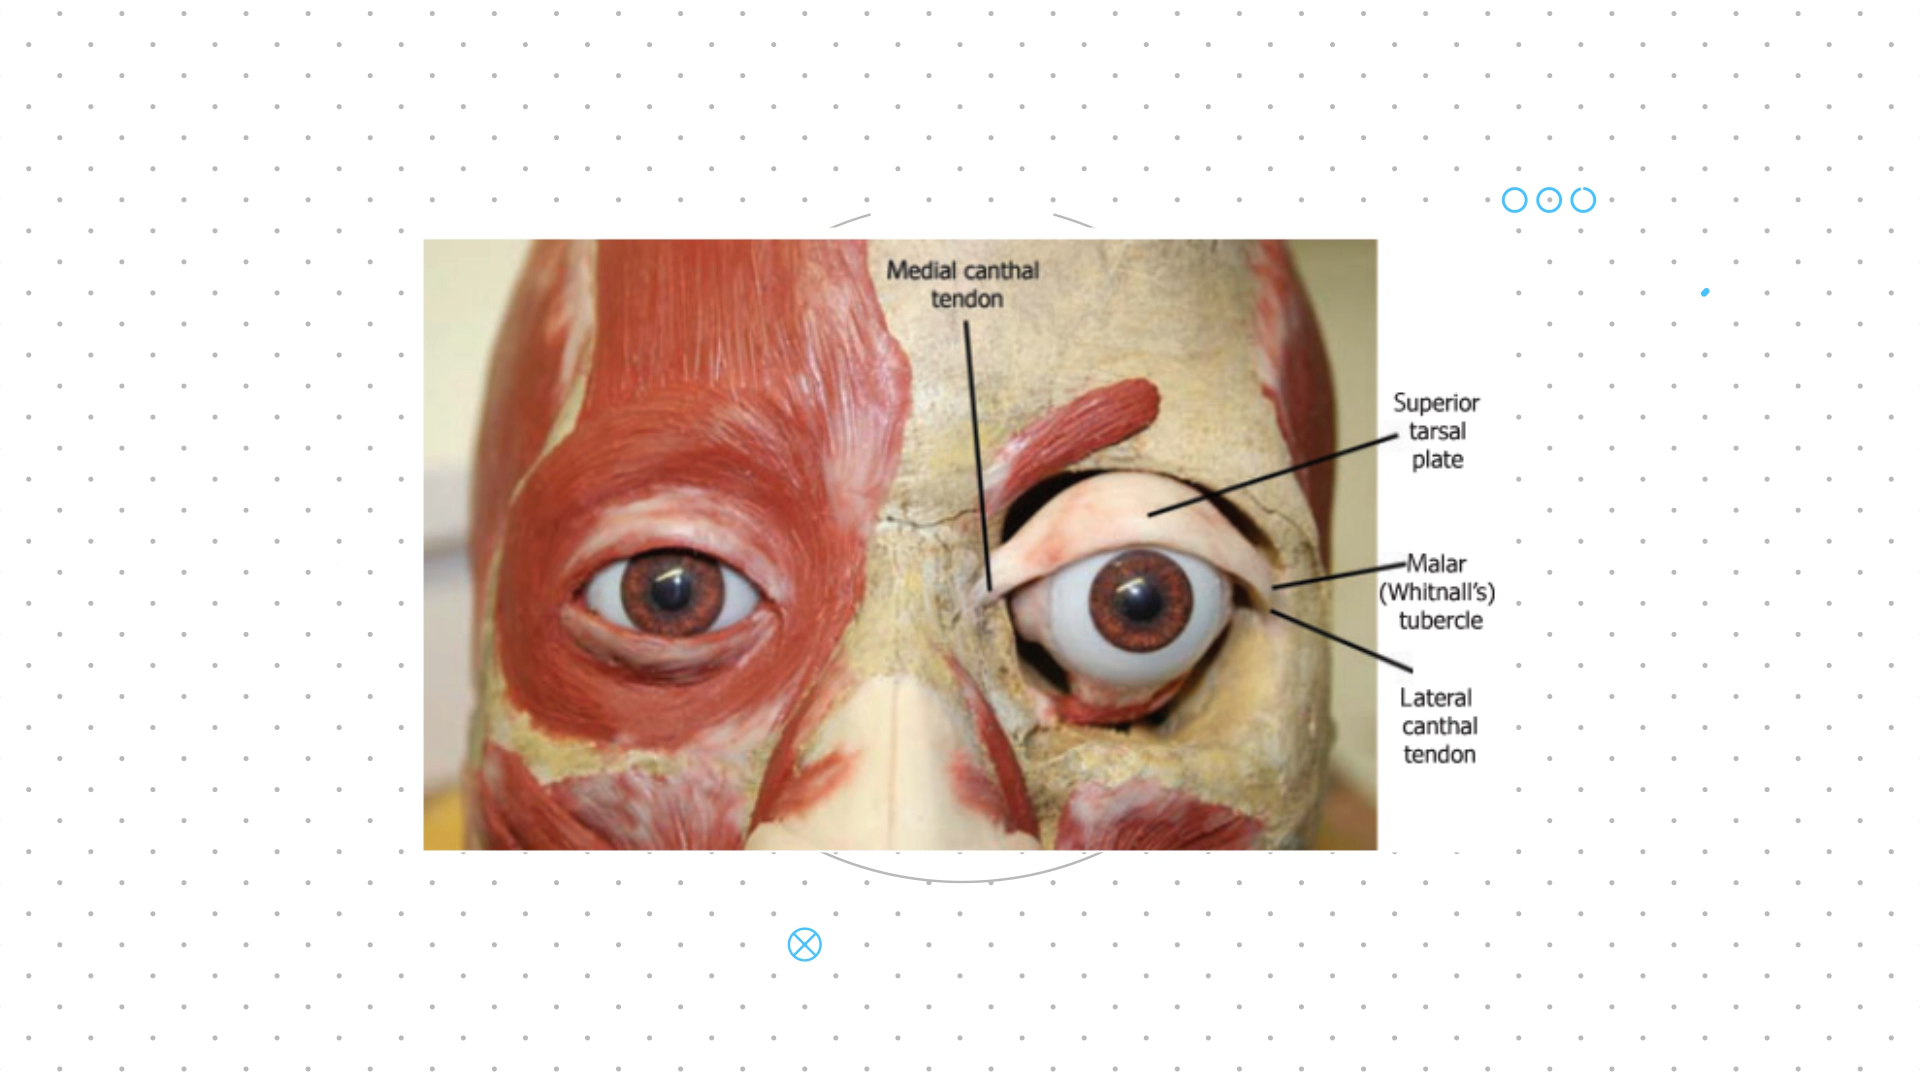 Medial canthal
tendon
Superior
tarsal
plate
Malar
(Whitnall's)
tubercle
Lateral
canthal
tendon